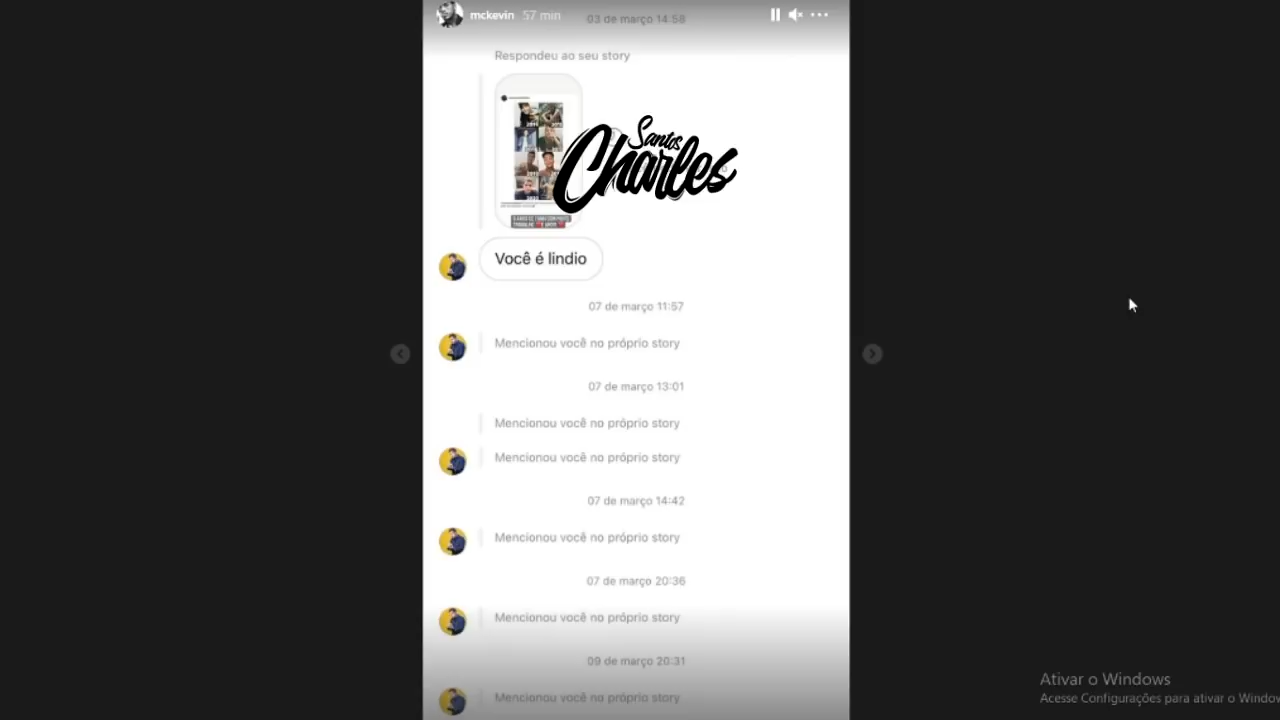 mckevin 57 min
03 de março 14:58
Respondeu ao seu story
Santos
Charles
Você é lindio
07 de março 11:57
Mencionou você no próprio story
07 de março 13:01
Mencionou você no próprio story
Mencionou você no próprio story
07 de março 14:42
Mencionou você no próprio story
07 de março 20:36
Mencionou você no próprio story
09 de março 20:31
Mencionou você no próprio story
Ativar o Windows
Acesse Configurações para ativar o Windo